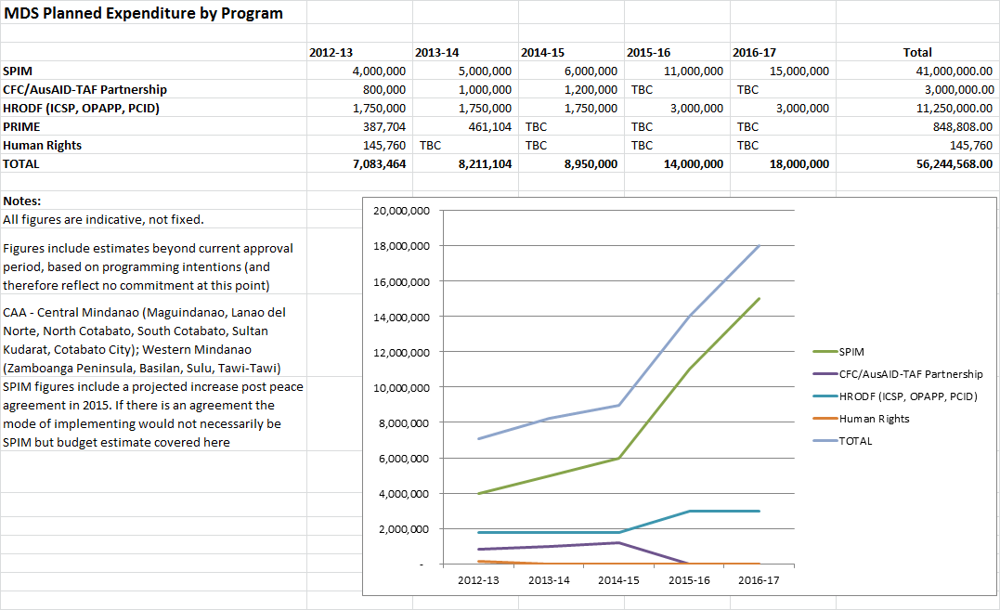 MDS Planned Expenditure by Program
2012-13 2013-14 2014-15 2015-16 2016-17 Total
SPIM 4,000,000 5,000,000 6,000,000 11,000,000 15,000,000 41,000,000.00
CFC/AusAID-TAF Partnership 800,000 1,000,000 1,200,000 TBC TBC 3,000,000.00
HRODF (ICSP, OPAPP, PCID) 1,750,000 1,750,000 1,750,000 3,000,000 3,000,000 11,250,000.00
PRIME 387,704 461,104 TBC TBC TBC 848,808.00
Human Rights 145,760 TBC TBC TBC TBC 145,760
TOTAL 7,083,464 8,211,104 8,950,000 14,000,000 18,000,000 56,244,568.00
Notes:
All figures are indicative, not fixed.
Figures include estimates beyond current approval
period, based on programming intentions (and
therefore reflect no commitment at this point)
CAA - Central Mindanao (Maguindanao, Lanao del
Norte, North Cotabato, South Cotabato, Sultan
Kudarat, Cotabato City); Western Mindanao
(Zamboanga Peninsula, Basilan, Sulu, Tawi-Tawi)
SPIM figures include a projected increase post peace
agreement in 2015. If there is an agreement the
mode of implementing would not necessarily be
SPIM but budget estimate covered here
20,000,000
18,000,000
16,000,000
14,000,000
12,000,000
10,000,000
8,000,000
6,000,000
4,000,000
2,000,000
-
2012-13 2013-14 2014-15 2015-16 2016-17
SPIM
CFC/AusAID-TAF Partnership
HRODF (ICSP, OPAPP, PCID)
Human Rights
TOTAL